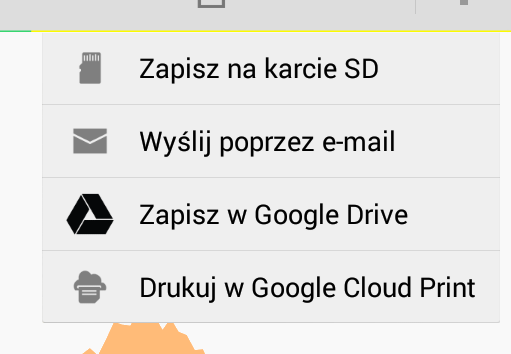 Zapisz na karcie SD
Wyślij poprzez e-mail
Zapisz w Google Drive
Drukuj w Google Cloud Print